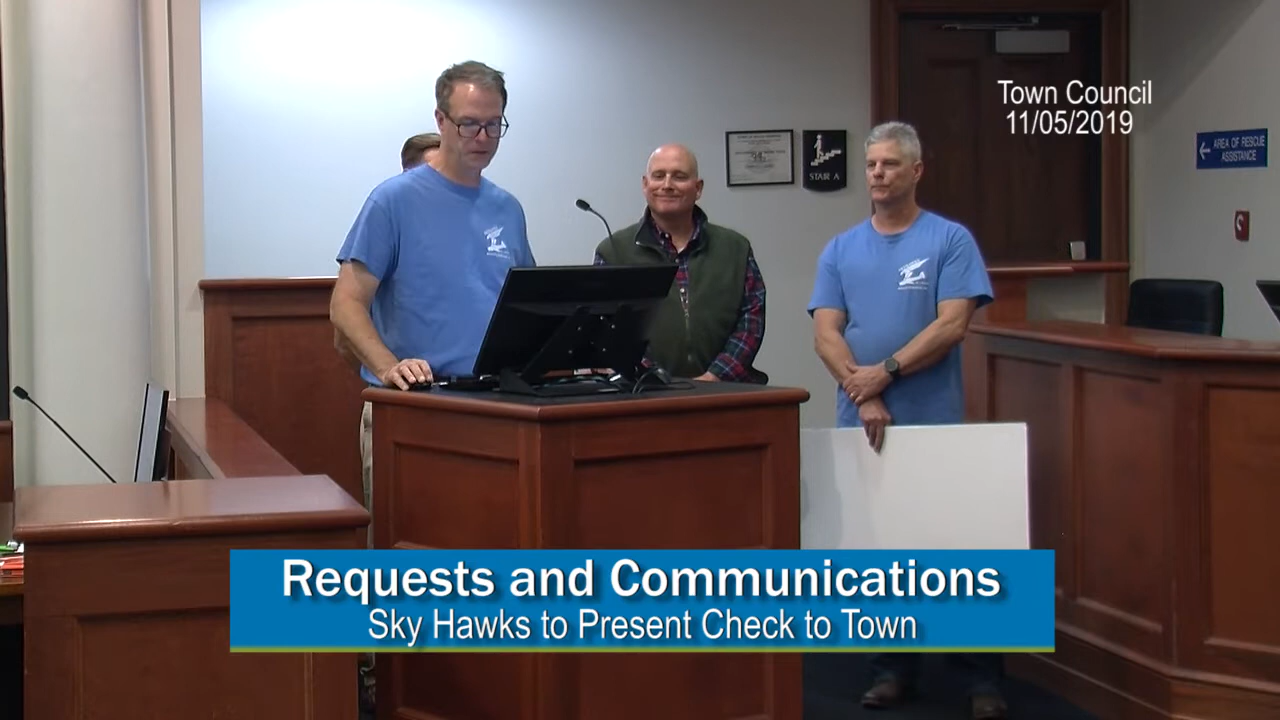 Town Council
11/05/2019
STAIR A
AREA OF RESCUE
ASSISTANCE
Requests and Communications
Sky Hawks to Present Check to Town